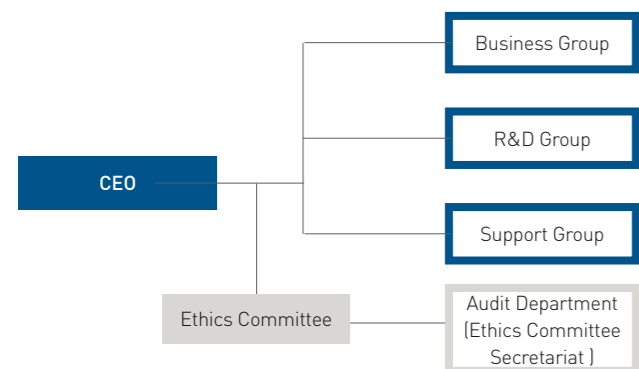 Business Group
R&D Group
CEO
Support Group
Ethics Committee
Audit Department
(Ethics Committee
Secretariat )